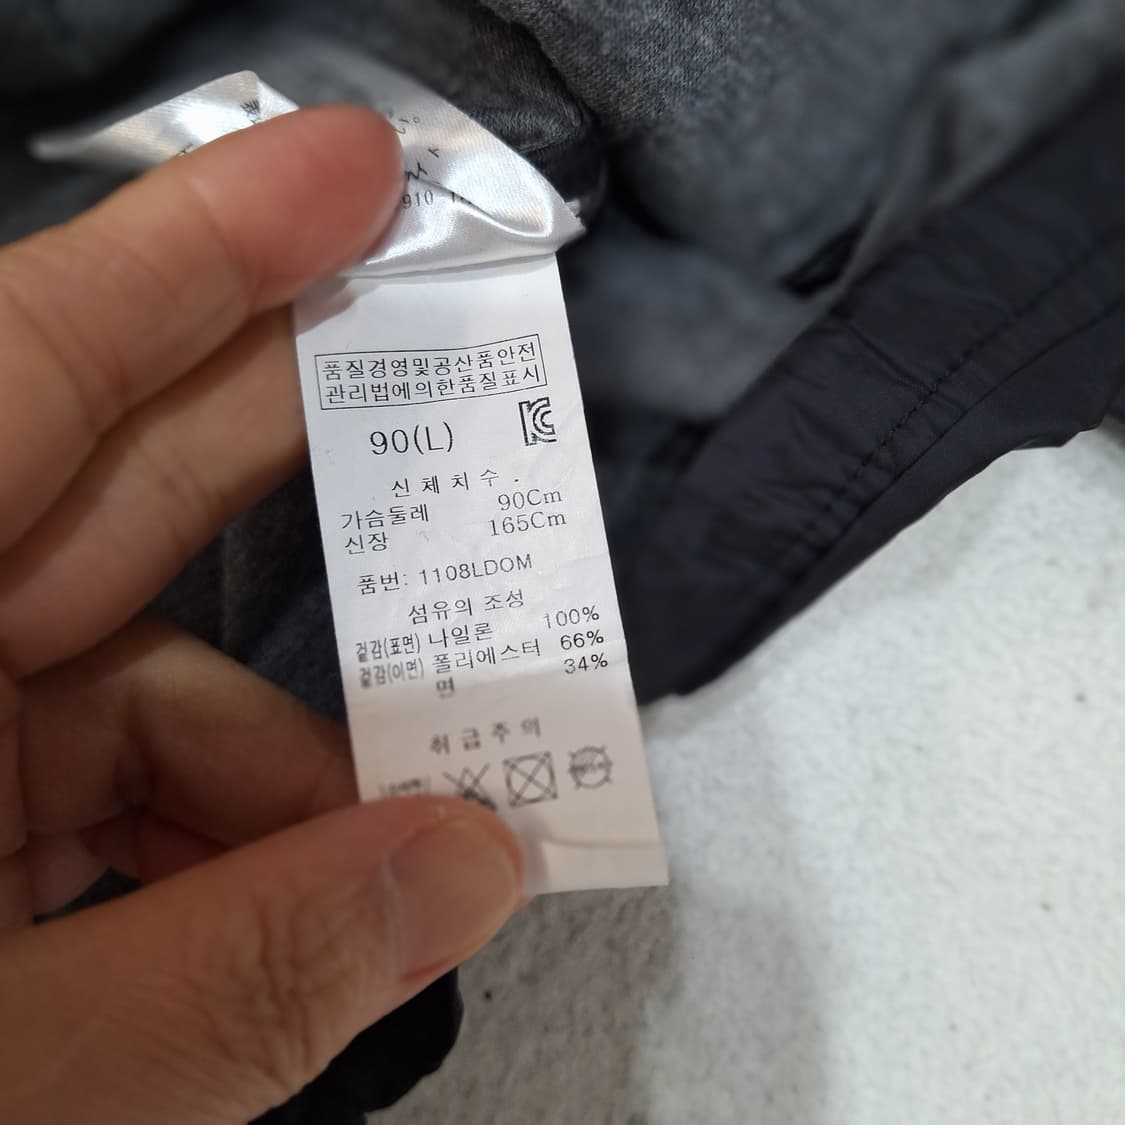 910
품질경영및공산품안전
관리법에의한품질표시
90(L)
신체치수
가슴둘레 90Cm
신장 165Cm
품번: 1108LDOM
섬유의 조성
겉감(표면) 나일론 100%
겉감(이면) 폴리에스터 66%
면 34%
취급주의